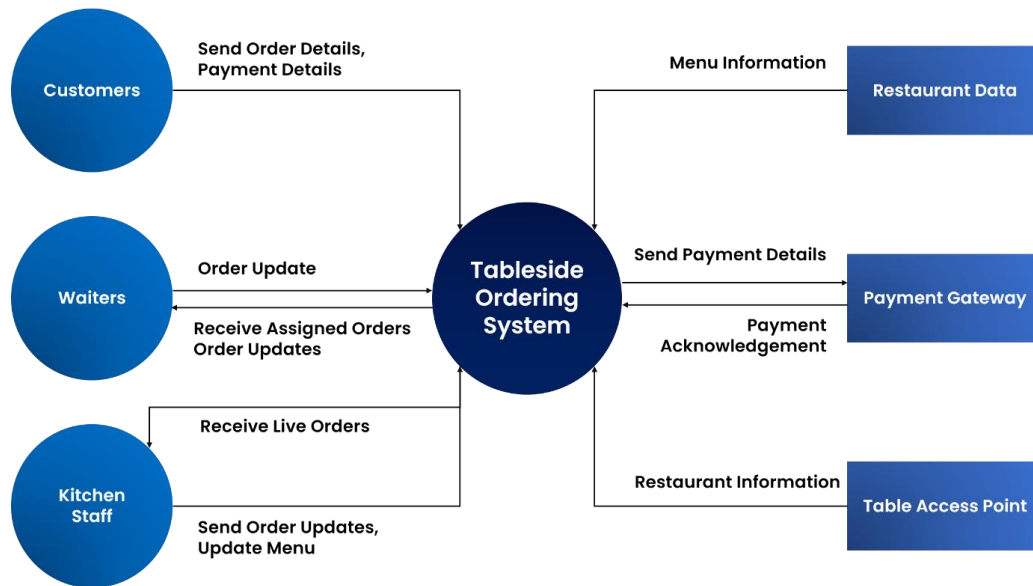 Send Order Details,
Payment Details
Customers
Menu Information
Restaurant Data
Order Update
Waiters
Receive Assigned Orders
Order Updates
Tableside
Ordering
System
Send Payment Details
Payment Gateway
Payment
Acknowledgement
Receive Live Orders
Kitchen
Staff
Send Order Updates,
Update Menu
Restaurant Information
Table Access Point